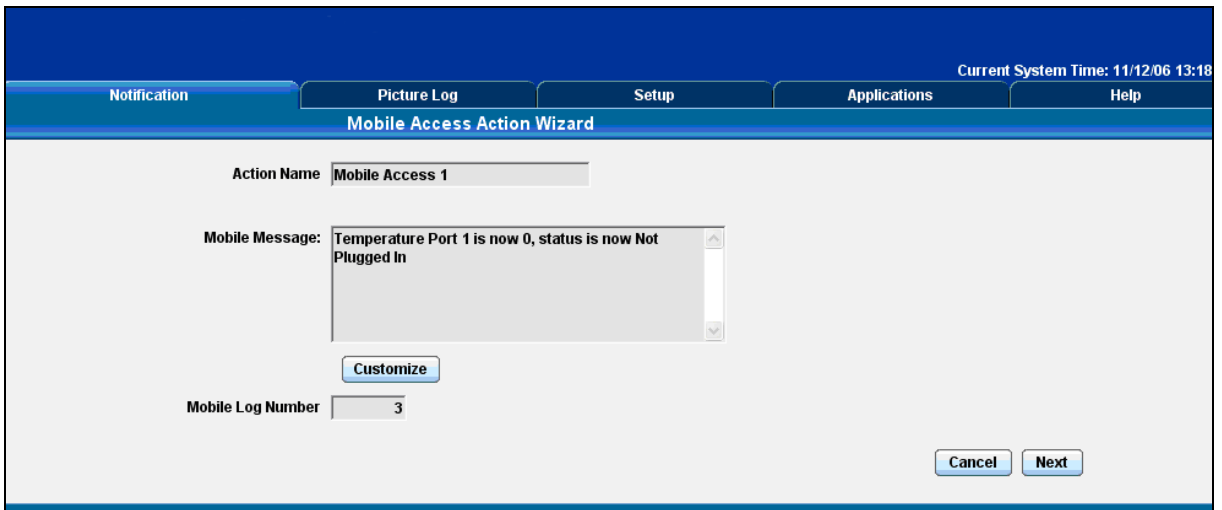 Current System Time: 11/12/06 13:18
Notification Picture Log Setup Applications Help
Mobile Access Action Wizard
Action Name Mobile Access 1
Mobile Message: Temperature Port 1 is now 0, status is now Not
Plugged In
Customize
Mobile Log Number 3
Cancel Next